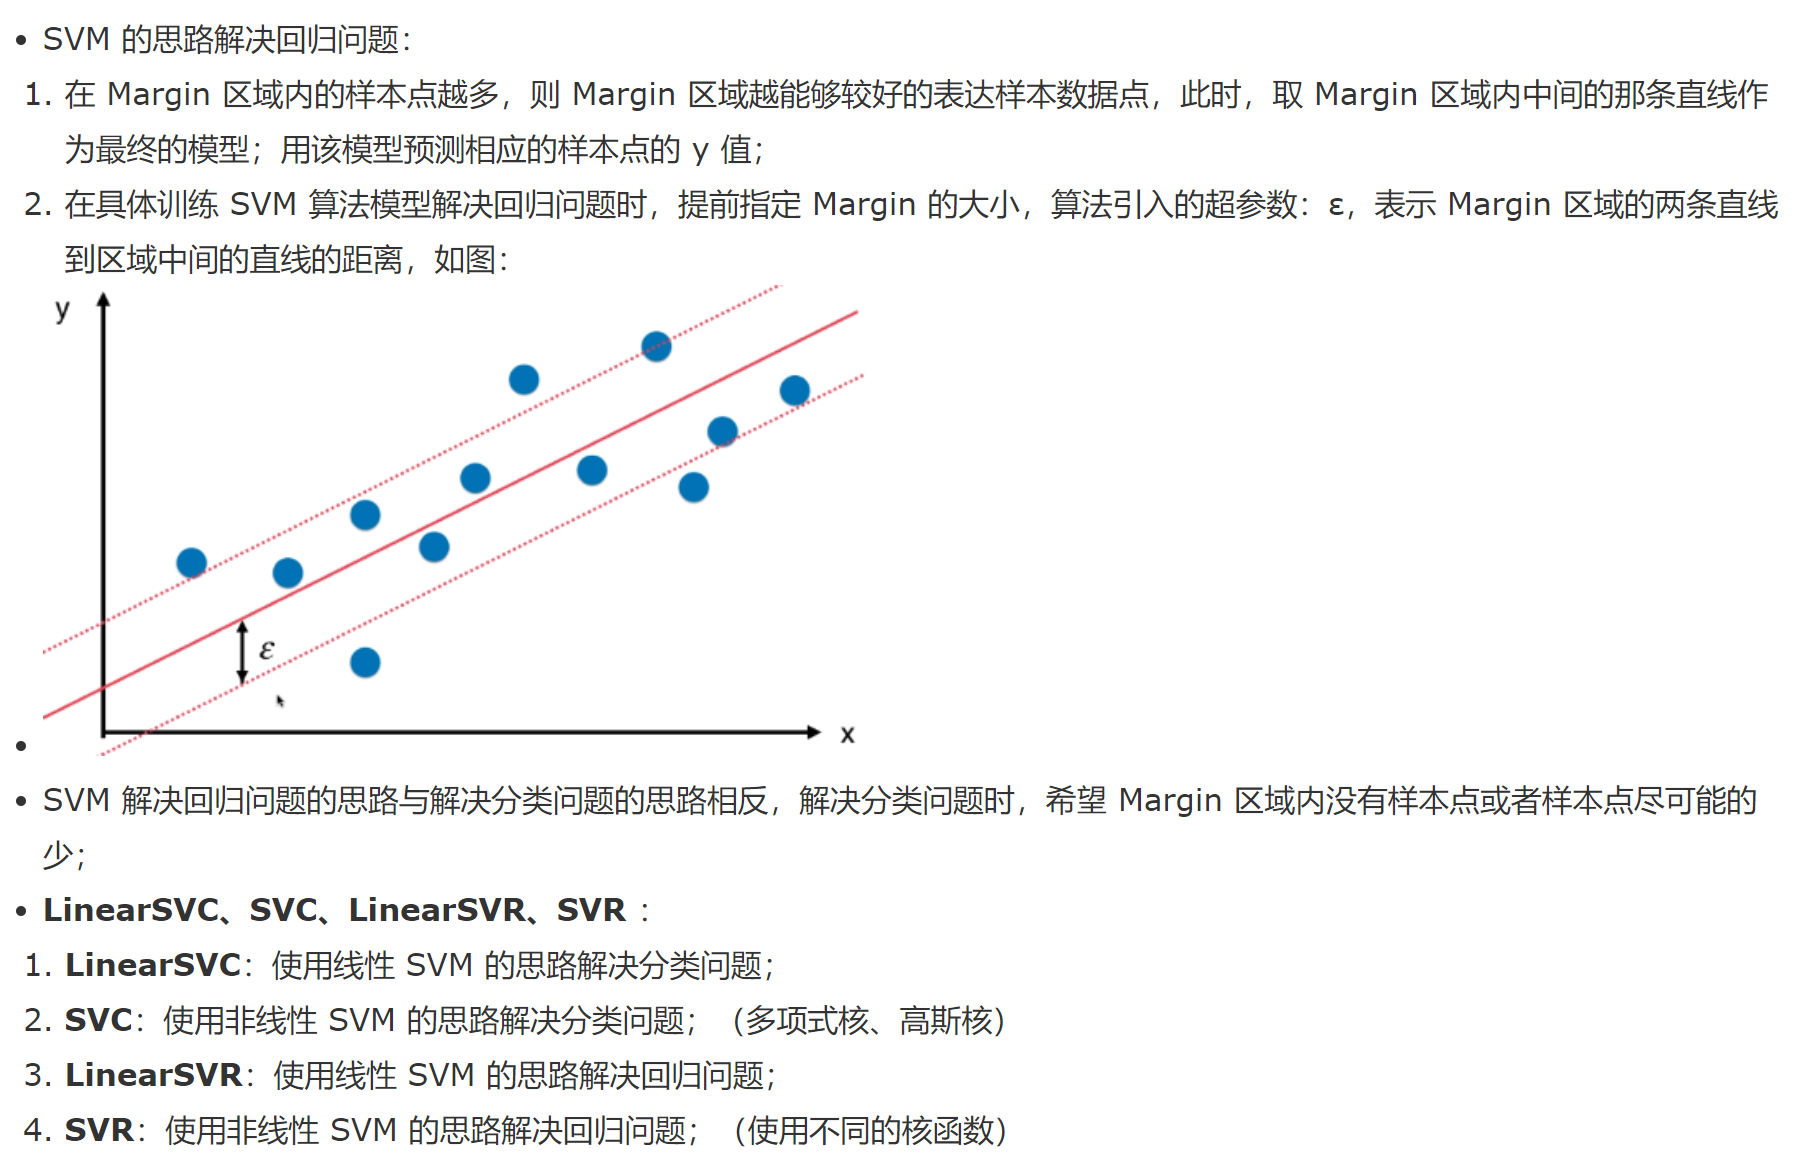 • SVM 的思路解决回归问题：
1. 在 Margin 区域内的样本点越多，则 Margin 区域越能够较好的表达样本数据点，此时，取 Margin 区域内中间的那条直线作
为最终的模型；用该模型预测相应的样本点的 y 值；
2. 在具体训练 SVM 算法模型解决回归问题时，提前指定 Margin 的大小，算法引入的超参数：ε，表示 Margin 区域的两条直线
到区域中间的直线的距离，如图：
y
ε
x
• SVM 解决回归问题的思路与解决分类问题的思路相反，解决分类问题时，希望 Margin 区域内没有样本点或者样本点尽可能的
少；
• LinearSVC、SVC、LinearSVR、SVR ：
1. LinearSVC：使用线性 SVM 的思路解决分类问题；
2. SVC：使用非线性 SVM 的思路解决分类问题；（多项式核、高斯核）
3. LinearSVR：使用线性 SVM 的思路解决回归问题；
4. SVR：使用非线性 SVM 的思路解决回归问题；（使用不同的核函数）